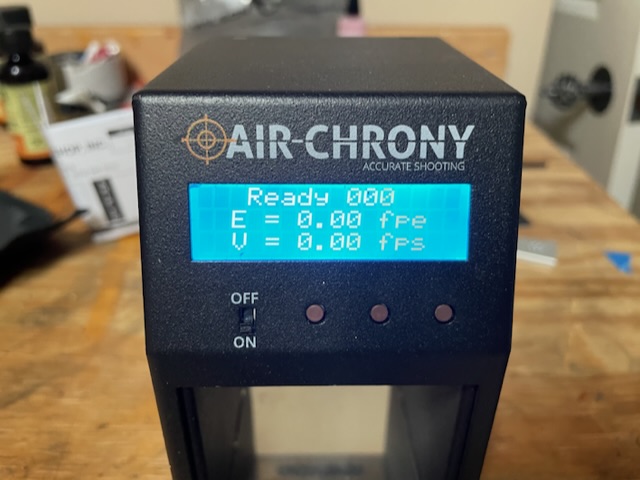 AIR-CHRONY
ACCURATE SHOOTING
Ready 000
E = 0.00 fpe
V = 0.00 fps
OFF
ON